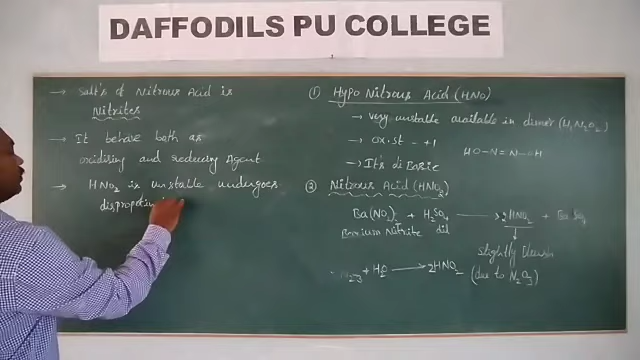 DAFFODILS PU COLLEGE
→ Salt's of Nitrous Acid is
Nitrites
→ It behave both as
oxidising and reducing Agent
→ HNO₂ is unstable undergoes
① Hypo Nitrous Acid (HNO)
→ very unstable available in dimer (H₂N₂O₂)
→ ox.st - +1
HO-N=N-OH
→ It's diBasic
② Nitrous Acid (HNO₂)
Ba(NO₂)₂ + H₂SO₄ → 2HNO₂ + BaSO₄
Barium Nitrite dil
↓
slightly
N₂O₃ + H₂O → 2HNO₂ (due to N₂O₃)